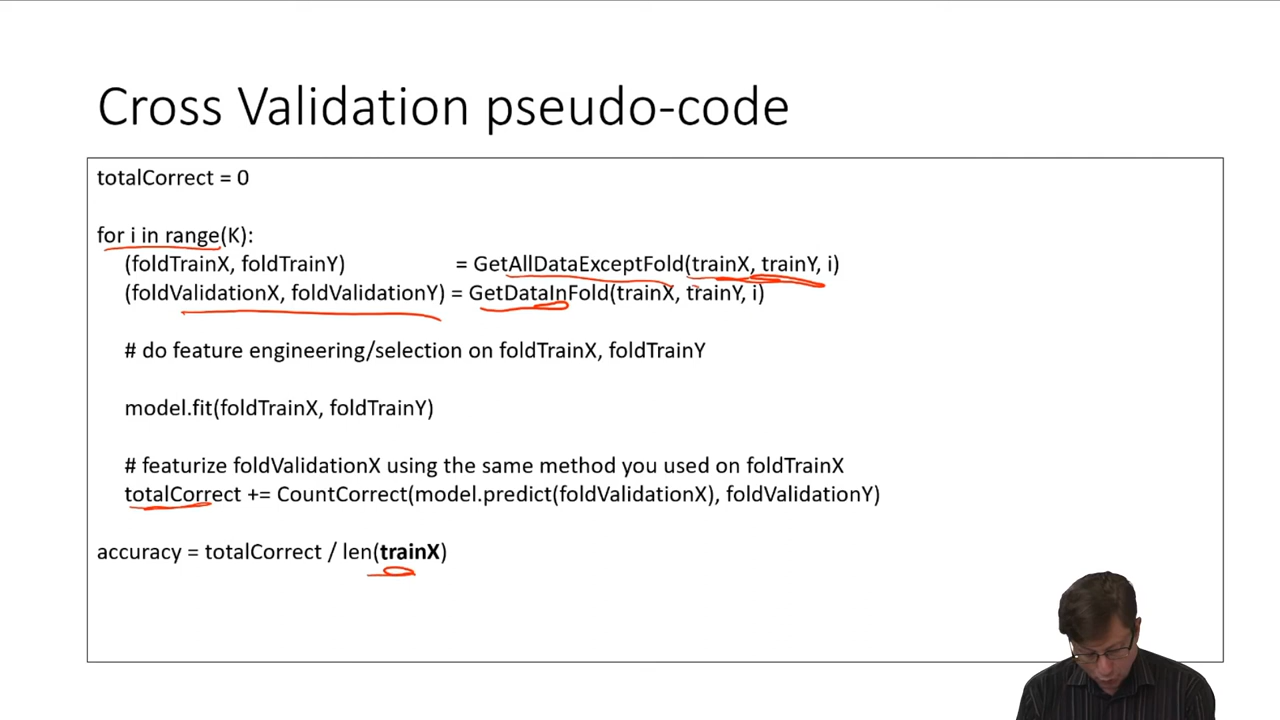 Cross Validation pseudo-code
totalCorrect = 0
for i in range(K):
(foldTrainX, foldTrainY) = GetAllDataExceptFold(trainX, trainY, i)
(foldValidationX, foldValidationY) = GetDataInFold(trainX, trainY, i)
# do feature engineering/selection on foldTrainX, foldTrainY
model.fit(foldTrainX, foldTrainY)
# featurize foldValidationX using the same method you used on foldTrainX
totalCorrect += CountCorrect(model.predict(foldValidationX), foldValidationY)
accuracy = totalCorrect / len(trainX)